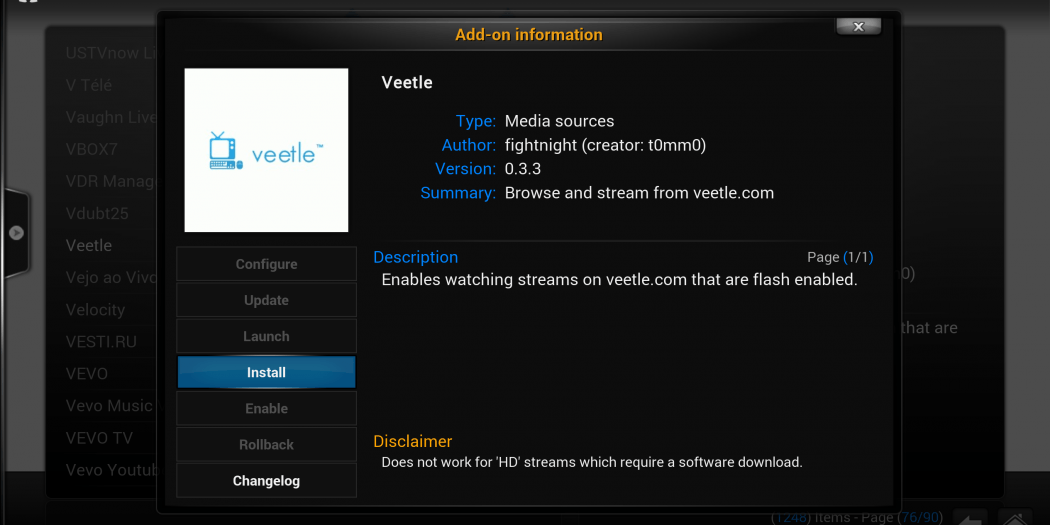 Add-on information
veetle™
Veetle
Type: Media sources
Author: fightnight (creator: t0mm0)
Version: 0.3.3
Summary: Browse and stream from veetle.com
Description
Page (1/1)
Enables watching streams on veetle.com that are flash enabled.
Disclaimer
Does not work for 'HD' streams which require a software download.
Configure
Update
Launch
Install
Enable
Rollback
Changelog
USTVnow Li
V Télé
Vaughn Live
VBOX7
VDR Manag
Vdubt25
Veetle
Vejo ao Vivo
Velocity
VESTI.RU
VEVO
Vevo Music
VEVO TV
Vevo Youtub
0)
that are
(1248) items - Page (76/90)